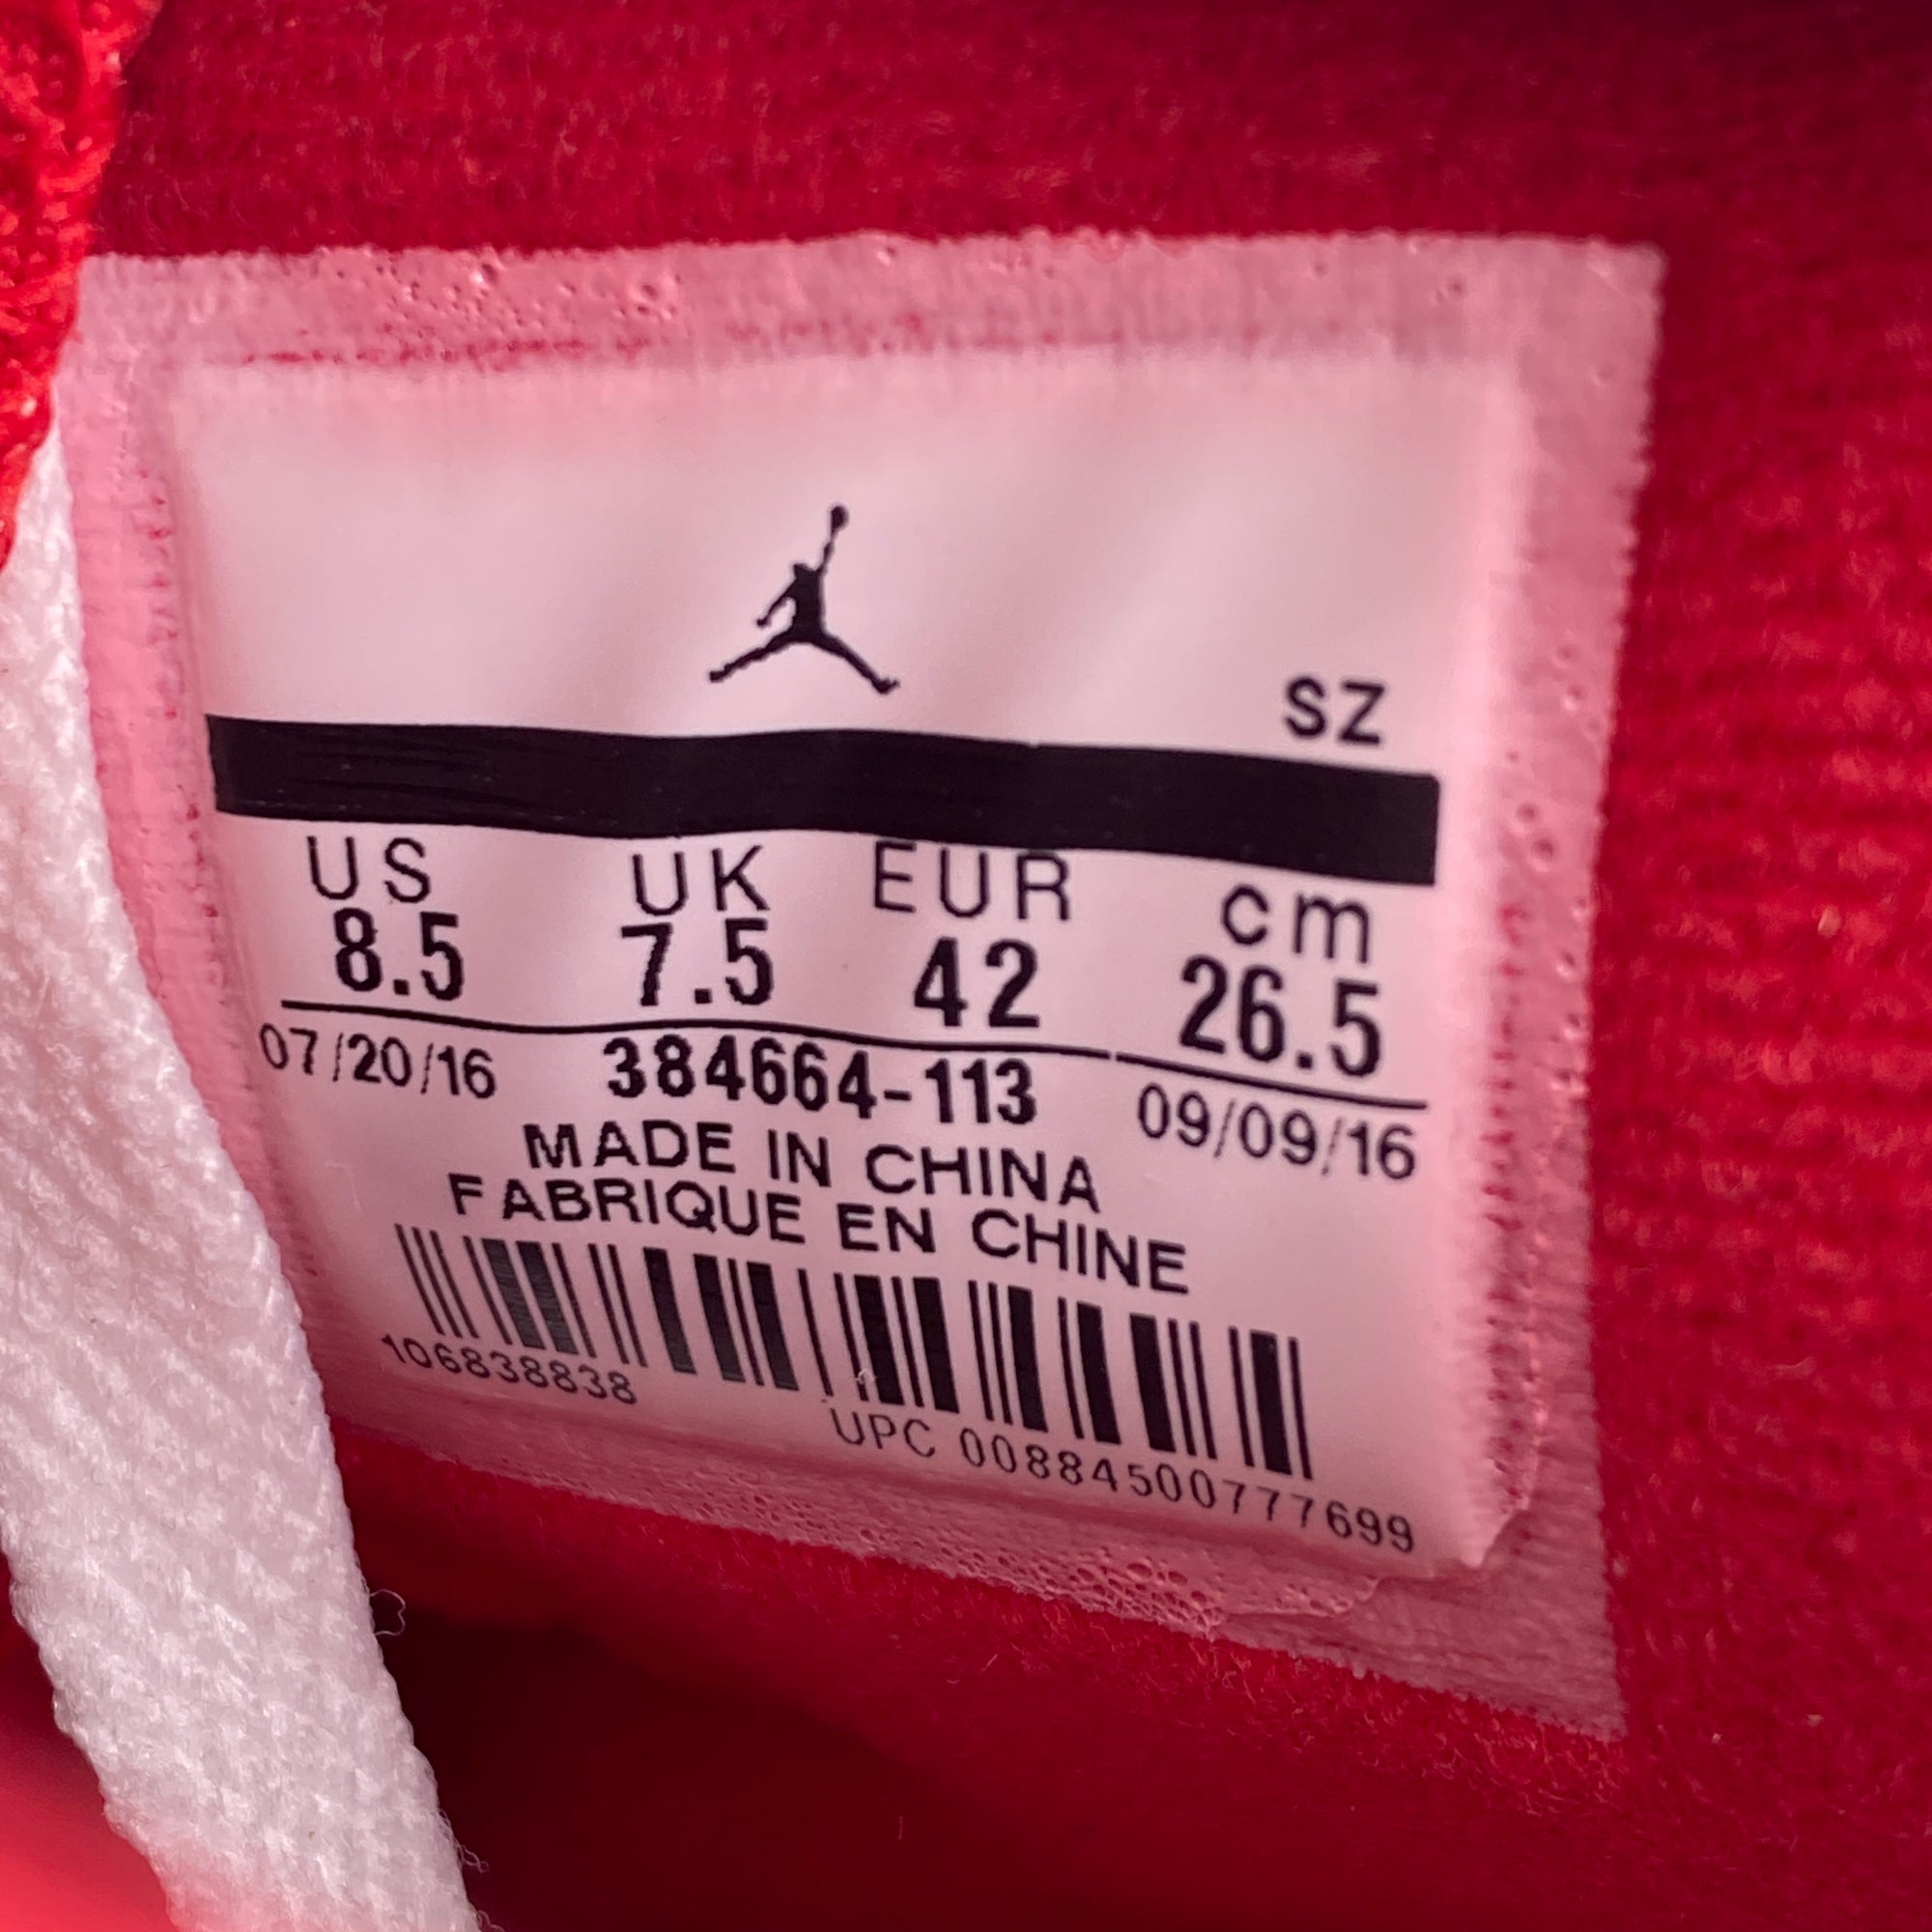 SZ
US UK EUR cm
8.5 7.5 42 26.5
07/20/16 384664-113 09/09/16
MADE IN CHINA
FABRIQUE EN CHINE
106838838
UPC 00884500777699